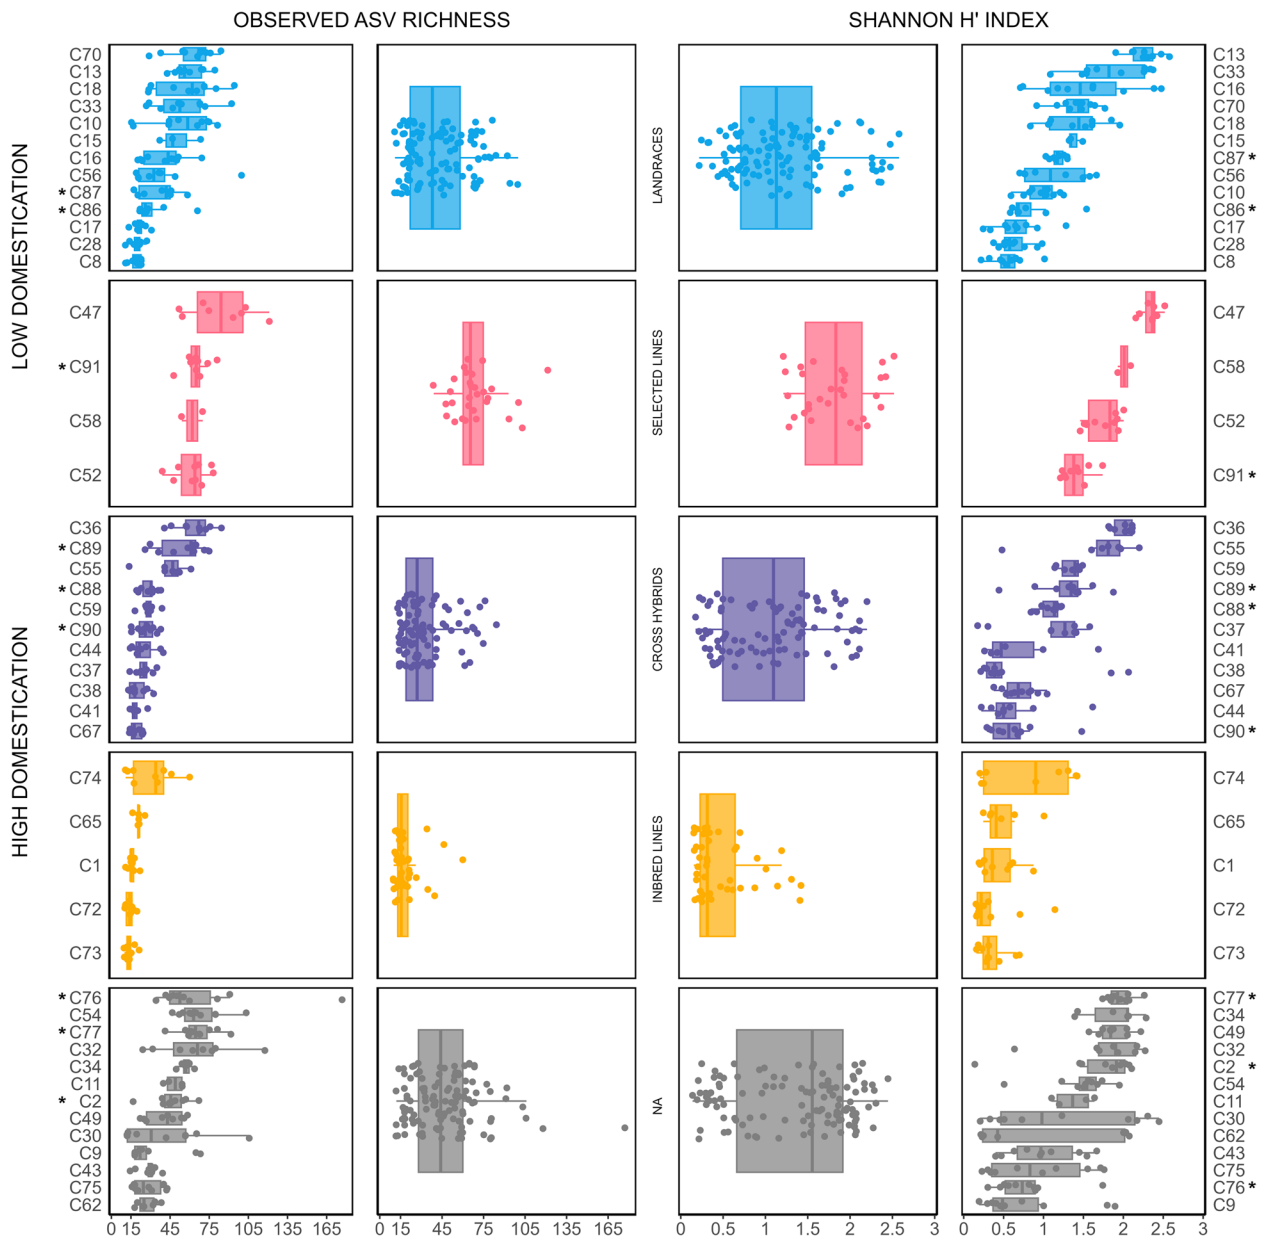 OBSERVED ASV RICHNESS
SHANNON H' INDEX
LOW DOMESTICATION
HIGH DOMESTICATION
C70
C13
C18
C33
C10
C15
C16
C56
* C87
* C86
C17
C28
C8
LANDRACES
C13
C33
C16
C70
C18
C15
C87 *
C56
C10
C86 *
C17
C28
C8
C47
* C91
C58
C52
SELECTED LINES
C47
C58
C52
C91 *
C36
* C89
C55
* C88
C59
* C90
C44
C37
C38
C41
C67
CROSS HYBRIDS
C36
C55
C59
C89 *
C88 *
C37
C41
C38
C67
C44
C90 *
C74
C65
C1
C72
C73
INBRED LINES
C74
C65
C1
C72
C73
* C76
C54
* C77
C32
C34
C11
* C2
C49
C30
C9
C43
C75
C62
NA
C77 *
C34
C49
C32
C2 *
C54
C11
C30
C62
C43
C75
C76 *
C9
0 15 45 75 105 135 165
0 15 45 75 105 135 165
0 0.5 1 1.5 2 2.5 3
0 0.5 1 1.5 2 2.5 3